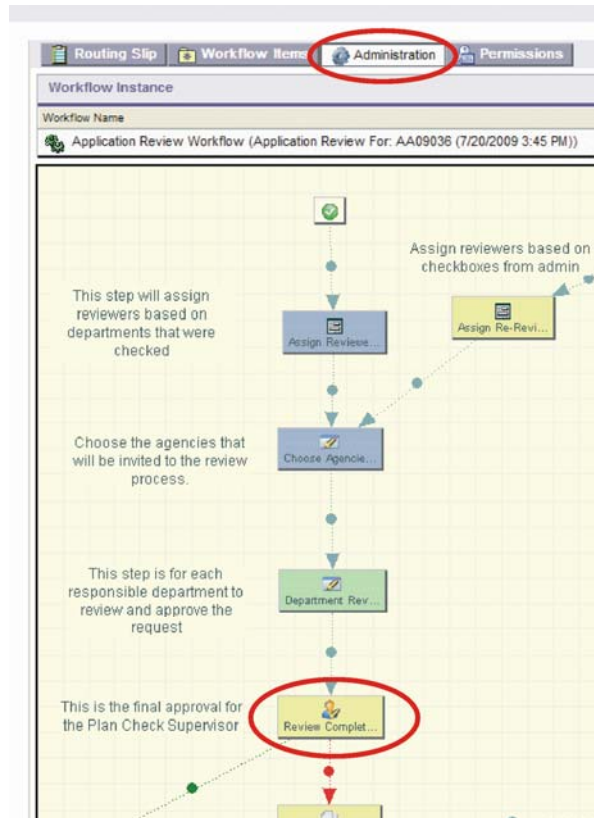 Routing Slip Workflow Items Administration Permissions
Workflow Instance
Workflow Name
Application Review Workflow (Application Review For: AA09036 (7/20/2009 3:45 PM))
Assign reviewers based on
checkboxes from admin
This step will assign
reviewers based on
departments that were
checked
Assign Reviewe...
Assign Re-Revi...
Choose the agencies that
will be invited to the review
process.
Choose Agencie...
This step is for each
responsible department to
review and approve the
request
Department Rev...
This is the final approval for
the Plan Check Supervisor
Review Complet...